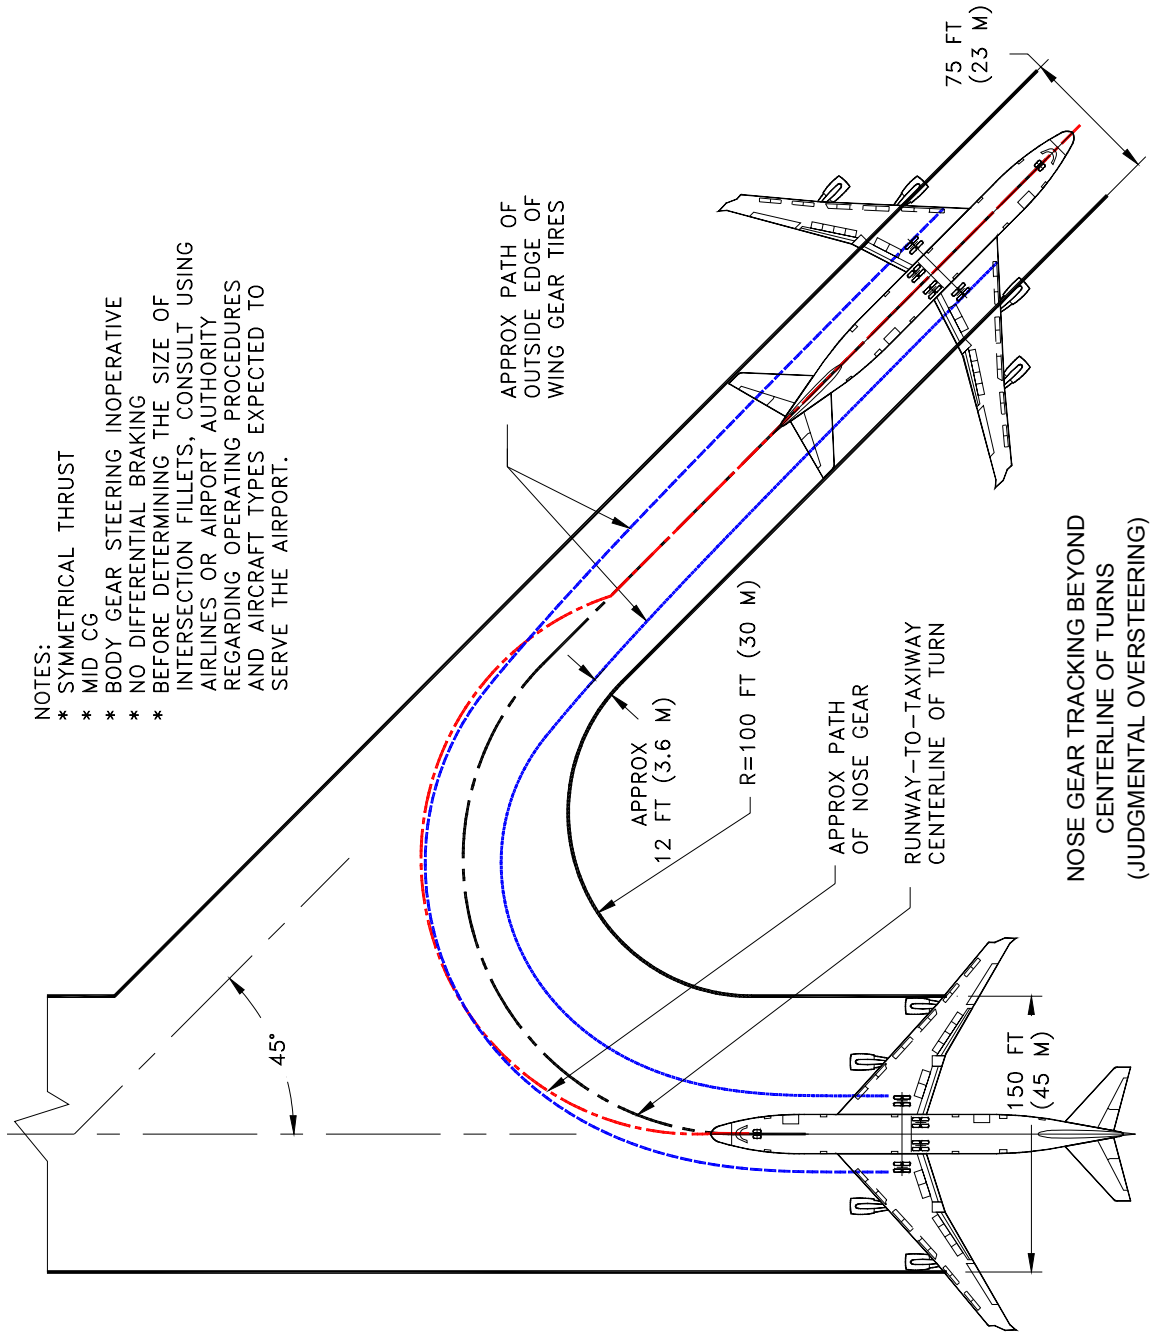 NOTES:
* SYMMETRICAL THRUST
* MID CG
* BODY GEAR STEERING INOPERATIVE
* NO DIFFERENTIAL BRAKING
* BEFORE DETERMINING THE SIZE OF
INTERSECTION FILLETS, CONSULT USING
AIRLINES OR AIRPORT AUTHORITY
REGARDING OPERATING PROCEDURES
AND AIRCRAFT TYPES EXPECTED TO
SERVE THE AIRPORT.
75 FT
(23 M)
APPROX PATH OF
OUTSIDE EDGE OF
WING GEAR TIRES
45°
APPROX
12 FT (3.6 M)
R=100 FT (30 M)
APPROX PATH
OF NOSE GEAR
RUNWAY-TO-TAXIWAY
CENTERLINE OF TURN
150 FT
(45 M)
NOSE GEAR TRACKING BEYOND
CENTERLINE OF TURNS
(JUDGMENTAL OVERSTEERING)